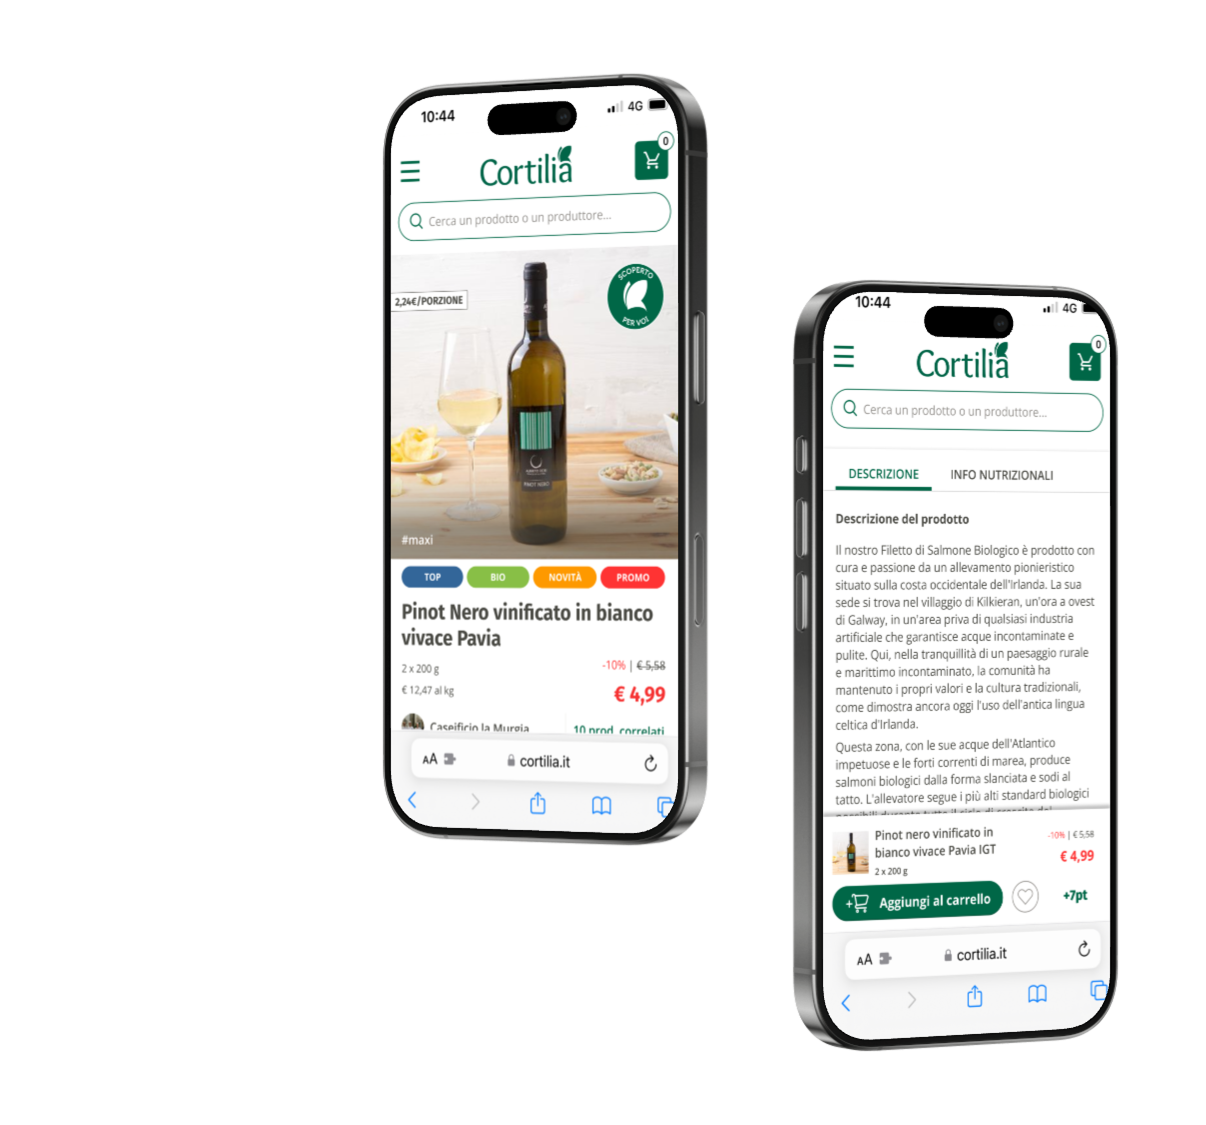 10:44
4G
Cortilia
0
Cerca un prodotto o un produttore...
SCOPERTO
PER VOI
2,24€/PORZIONE
PINOT NERO
#maxi
TOP BIO NOVITÀ PROMO
Pinot Nero vinificato in bianco
vivace Pavia
2 x 200 g
-10% | € 5,58
€ 12,47 al kg
€ 4,99
Caseificio la Murgia
10 prod. correlati
AA
cortilia.it
10:44
4G
Cortilia
0
Cerca un prodotto o un produttore...
DESCRIZIONE INFO NUTRIZIONALI
Descrizione del prodotto
Il nostro Filetto di Salmone Biologico è prodotto con
cura e passione da un allevamento pionieristico
situato sulla costa occidentale dell'Irlanda. La sua
sede si trova nel villaggio di Kilkieran, un'ora a ovest
di Galway, in un'area priva di qualsiasi industria
artificiale che garantisce acque incontaminate e
pulite. Qui, nella tranquillità di un paesaggio rurale
e marittimo incontaminato, la comunità ha
mantenuto i propri valori e la cultura tradizionali,
come dimostra ancora oggi l'uso dell'antica lingua
celtica d'Irlanda.
Questa zona, con le sue acque dell'Atlantico
impetuose e le forti correnti di marea, produce
salmoni biologici dalla forma slanciata e sodi al
tatto. L'allevatore segue i più alti standard biologici
possibili durante tutto il ciclo di crescita dei
Pinot nero vinificato in
bianco vivace Pavia IGT
2 x 200 g
-10% | € 5,58
€ 4,99
Aggiungi al carrello
+7pt
AA
cortilia.it